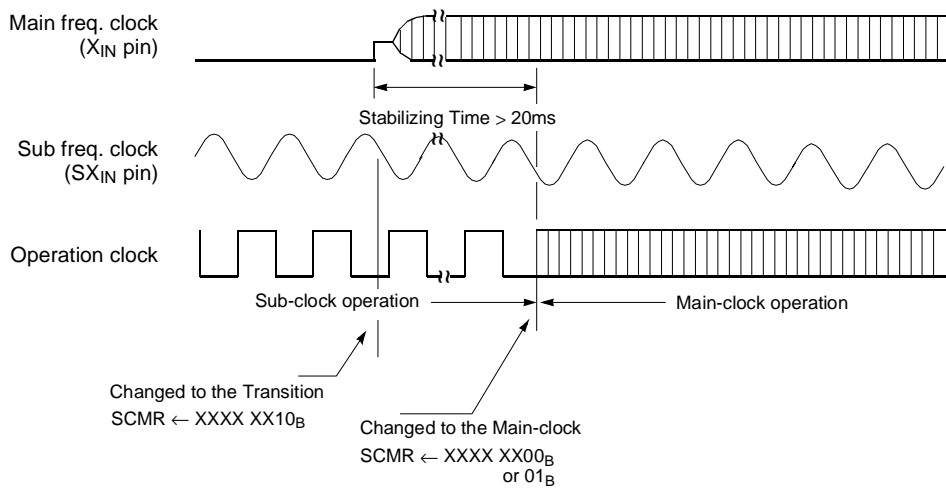 Main freq. clock
(XIN pin)
Stabilizing Time > 20ms
Sub freq. clock
(SXIN pin)
Operation clock
Sub-clock operation
Main-clock operation
Changed to the Transition
SCMR ← XXXX XX10B
Changed to the Main-clock
SCMR ← XXXX XX00B
or 01B